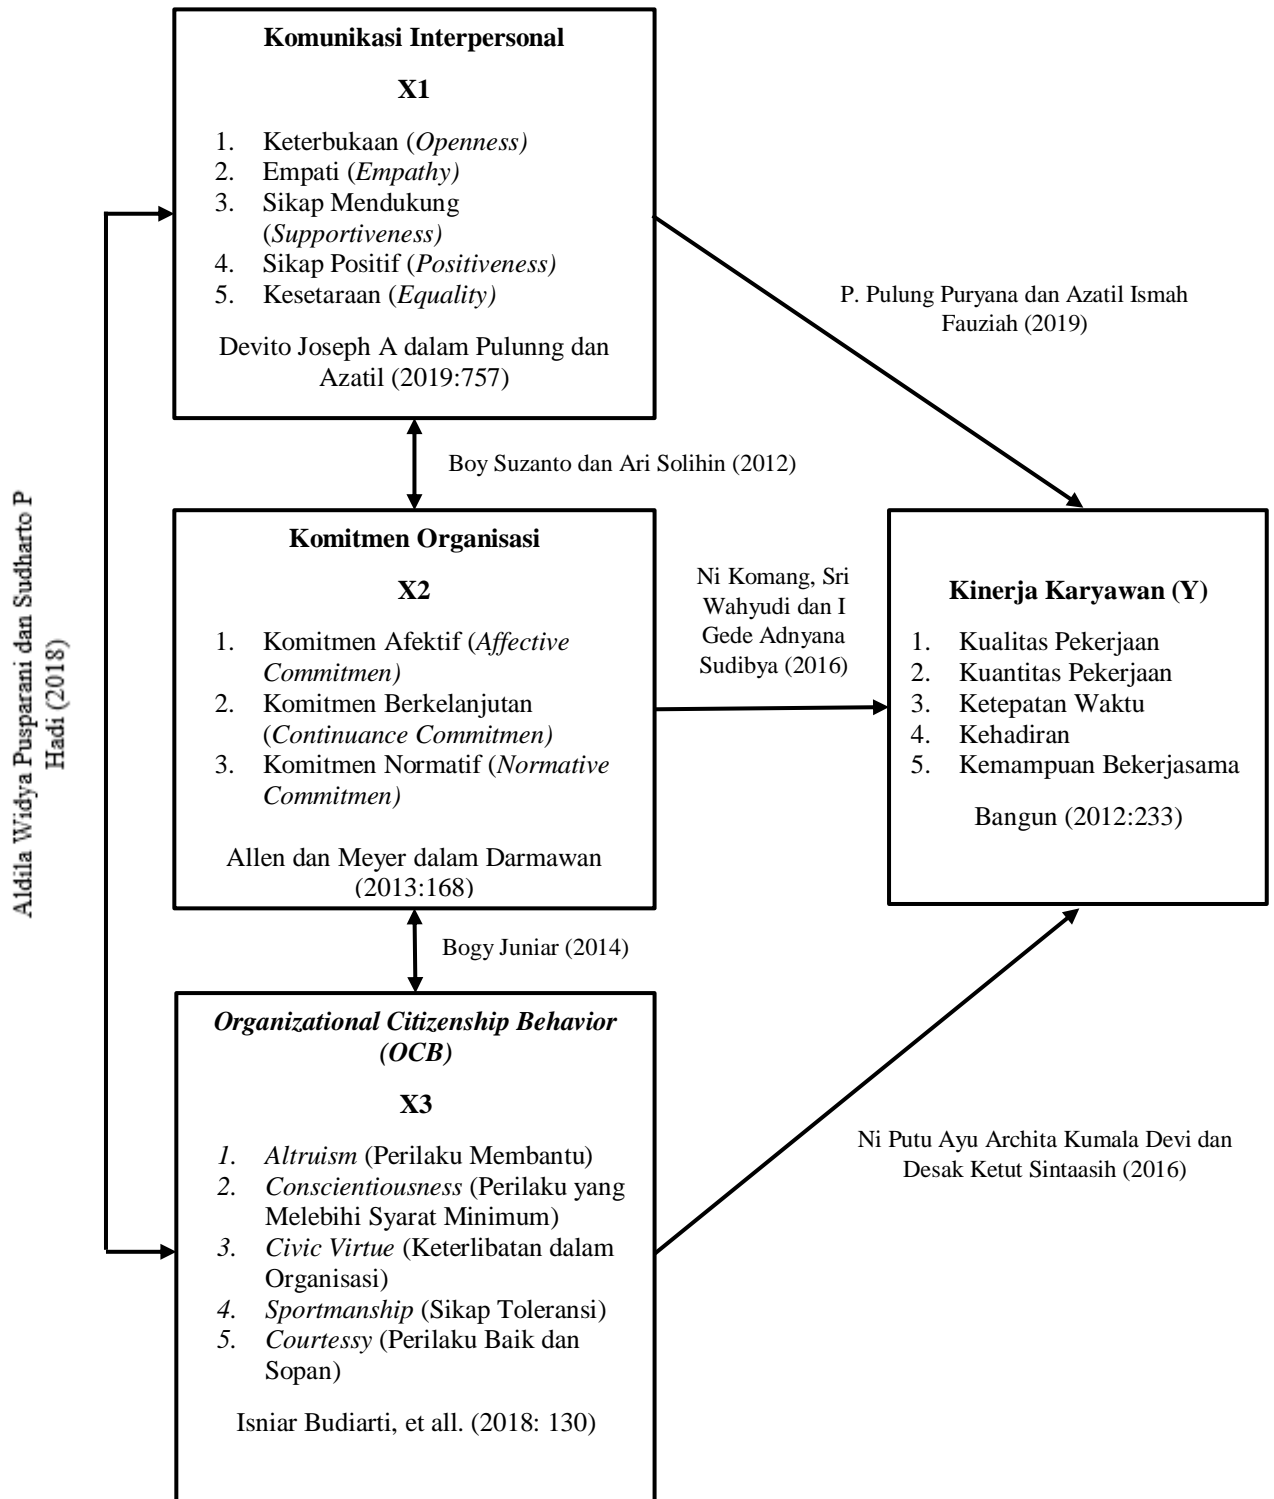 Komunikasi Interpersonal
X1
1. Keterbukaan (Openness)
2. Empati (Empathy)
3. Sikap Mendukung
(Supportiveness)
4. Sikap Positif (Positiveness)
5. Kesetaraan (Equality)
Devito Joseph A dalam Pulunng dan
Azatil (2019:757)
P. Pulung Puryana dan Azatil Ismah
Fauziah (2019)
Boy Suzanto dan Ari Solihin (2012)
Aldila Widya Pusparani dan Sudharto P
Hadi (2018)
Komitmen Organisasi
X2
1. Komitmen Afektif (Affective
Commitmen)
2. Komitmen Berkelanjutan
(Continuance Commitmen)
3. Komitmen Normatif (Normative
Commitmen)
Allen dan Meyer dalam Darmawan
(2013:168)
Ni Komang, Sri
Wahyudi dan I
Gede Adnyana
Sudibya (2016)
Kinerja Karyawan (Y)
1. Kualitas Pekerjaan
2. Kuantitas Pekerjaan
3. Ketepatan Waktu
4. Kehadiran
5. Kemampuan Bekerjasama
Bangun (2012:233)
Bogy Juniar (2014)
Organizational Citizenship Behavior
(OCB)
X3
1. Altruism (Perilaku Membantu)
2. Conscientiousness (Perilaku yang
Melebihi Syarat Minimum)
3. Civic Virtue (Keterlibatan dalam
Organisasi)
4. Sportmanship (Sikap Toleransi)
5. Courtessy (Perilaku Baik dan
Sopan)
Isniar Budiarti, et all. (2018: 130)
Ni Putu Ayu Archita Kumala Devi dan
Desak Ketut Sintaasih (2016)